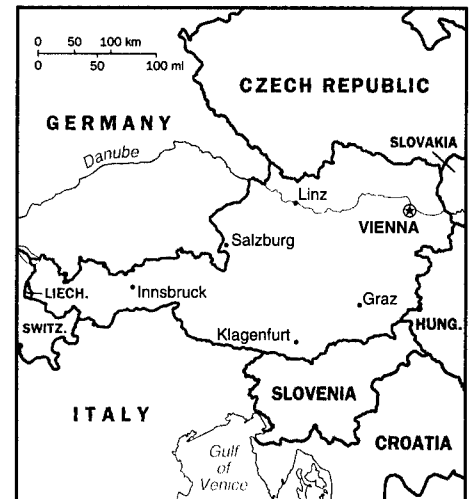 0 50 100 km
0 50 100 ml
CZECH REPUBLIC
GERMANY
SLOVAKIA
Danube
Linz
VIENNA
Salzburg
LIECH.
Innsbruck
Graz
SWITZ.
HUNG.
Klagenfurt
SLOVENIA
ITALY
CROATIA
Gulf
of
Venice